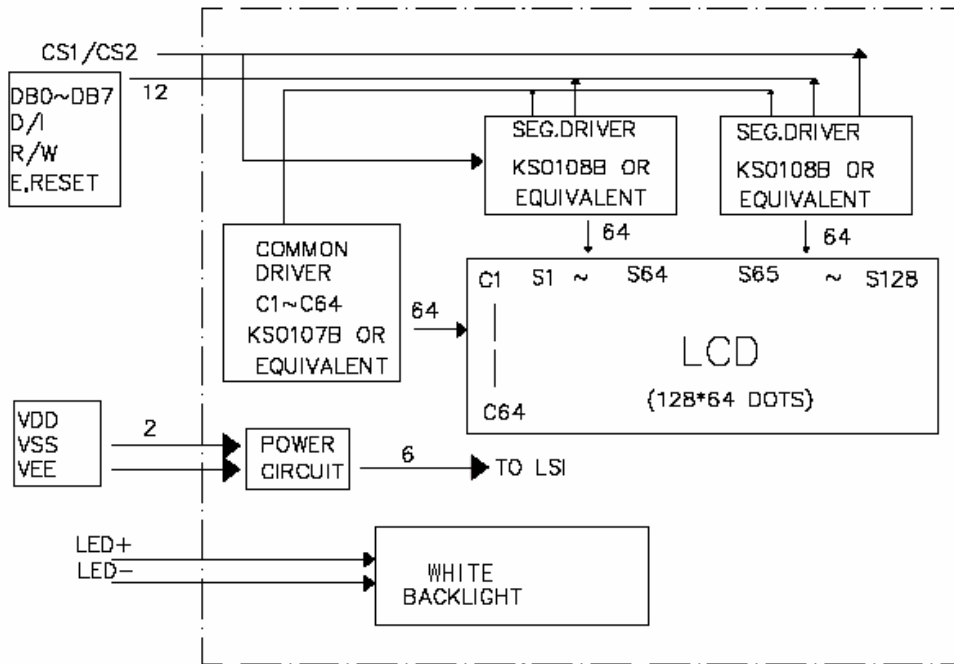 CS1/CS2
DB0~DB7
D/I
R/W
E.RESET
12
SEG.DRIVER
KS0108B OR
EQUIVALENT
SEG.DRIVER
KS0108B OR
EQUIVALENT
64
64
COMMON
DRIVER
C1~C64
KS0107B OR
EQUIVALENT
64
C1 S1 ~ S64 S65 ~ S128
LCD
(128*64 DOTS)
C64
VDD
VSS
VEE
2
POWER
CIRCUIT
6
TO LSI
LED+
LED-
WHITE
BACKLIGHT